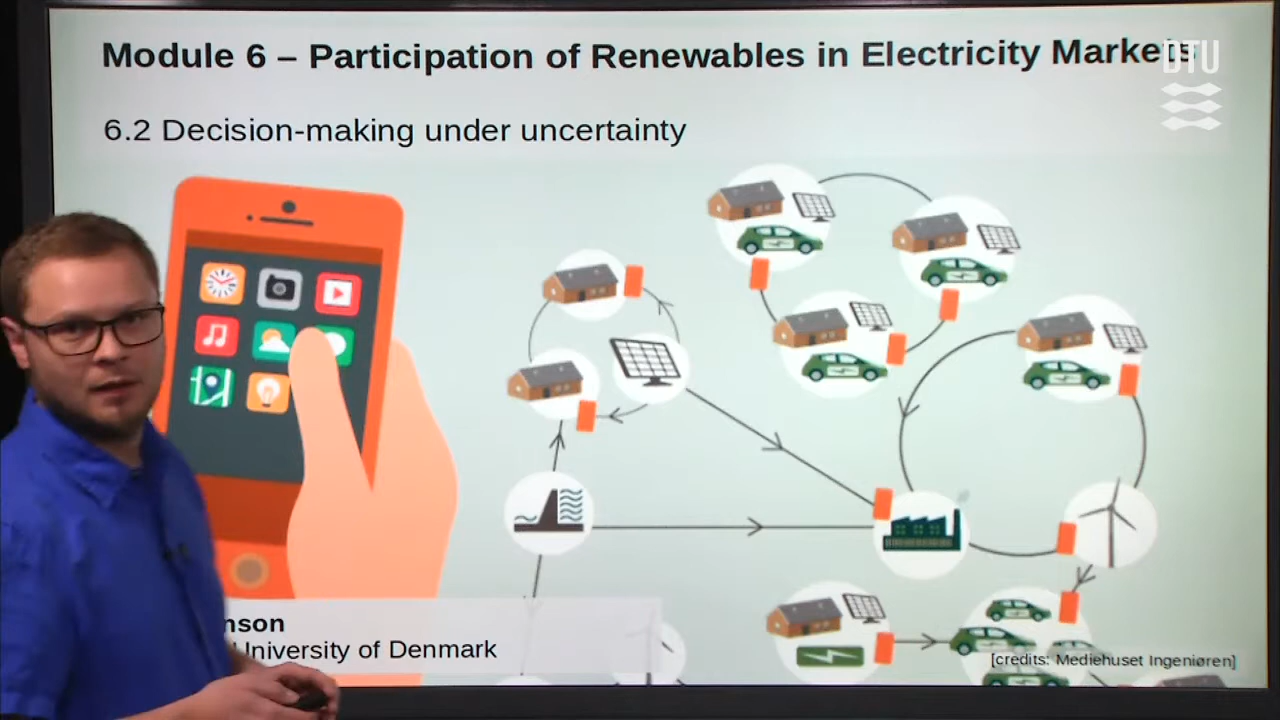 Module 6 – Participation of Renewables in Electricity Markets
DTU
6.2 Decision-making under uncertainty
nson
University of Denmark
[credits: Mediehuset Ingeniøren]